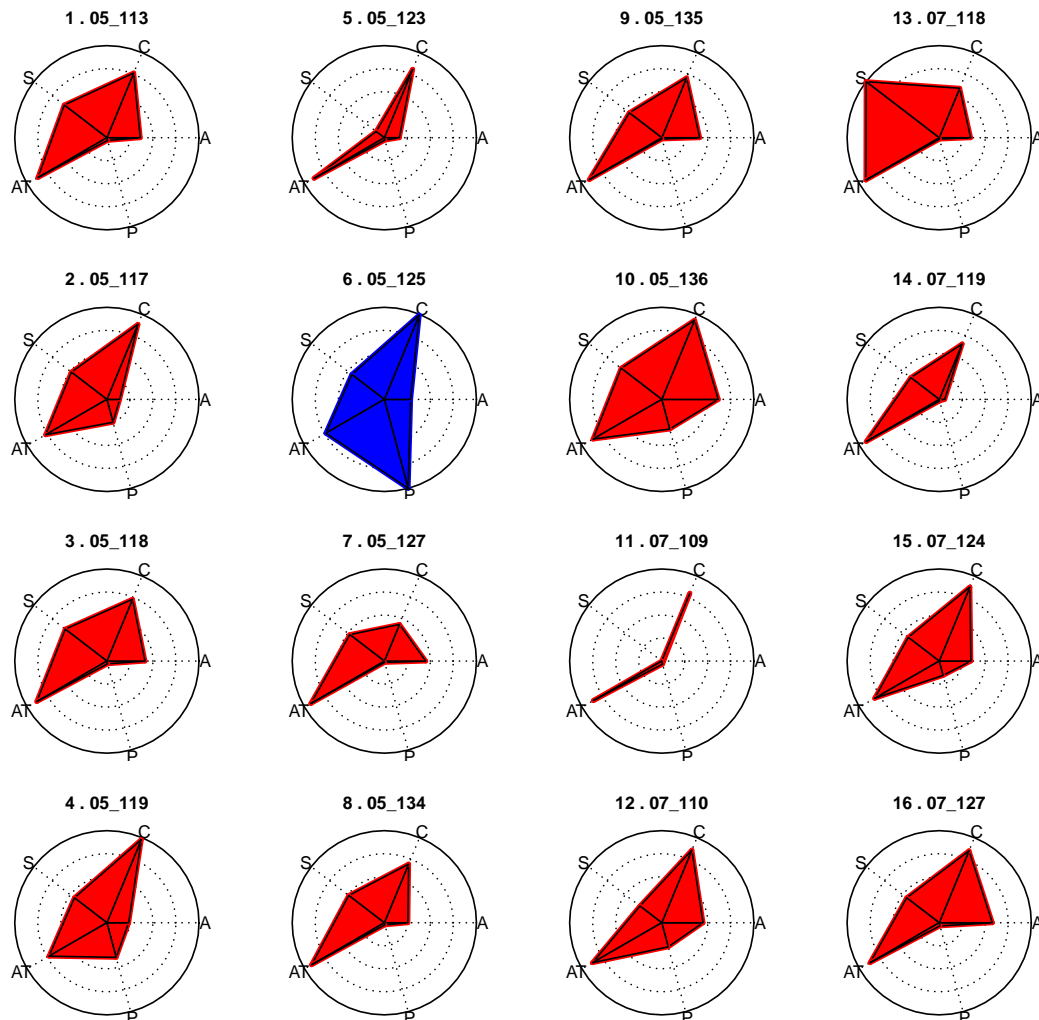 1 . 05_113
C
S
A
AT
P
5 . 05_123
C
S
A
AT
P
9 . 05_135
C
S
A
AT
P
13 . 07_118
C
S
A
AT
P
2 . 05_117
C
S
A
AT
P
6 . 05_125
C
S
A
AT
P
10 . 05_136
C
S
A
AT
P
14 . 07_119
C
S
A
AT
P
3 . 05_118
C
S
A
AT
P
7 . 05_127
C
S
A
AT
P
11 . 07_109
C
S
A
AT
P
15 . 07_124
C
S
A
AT
P
4 . 05_119
C
S
A
AT
P
8 . 05_134
C
S
A
AT
P
12 . 07_110
C
S
A
AT
P
16 . 07_127
C
S
A
AT
P